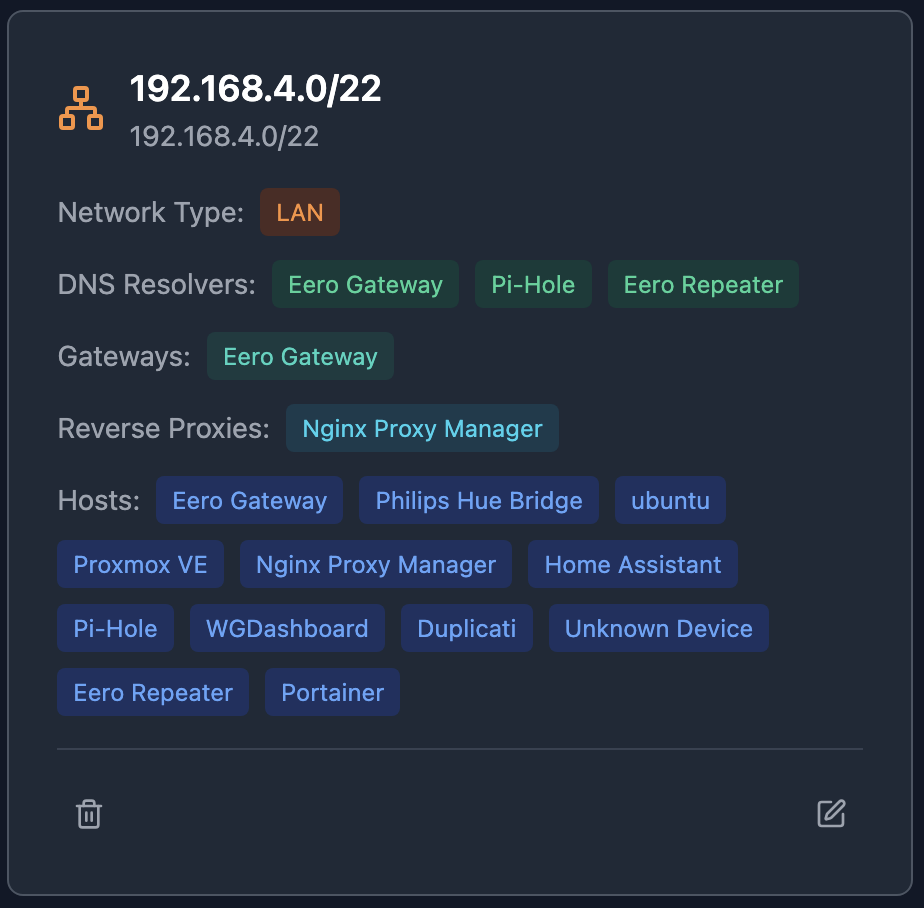 192.168.4.0/22
192.168.4.0/22
Network Type: LAN
DNS Resolvers: Eero Gateway Pi-Hole Eero Repeater
Gateways: Eero Gateway
Reverse Proxies: Nginx Proxy Manager
Hosts: Eero Gateway Philips Hue Bridge ubuntu
Proxmox VE Nginx Proxy Manager Home Assistant
Pi-Hole WGDashboard Duplicati Unknown Device
Eero Repeater Portainer